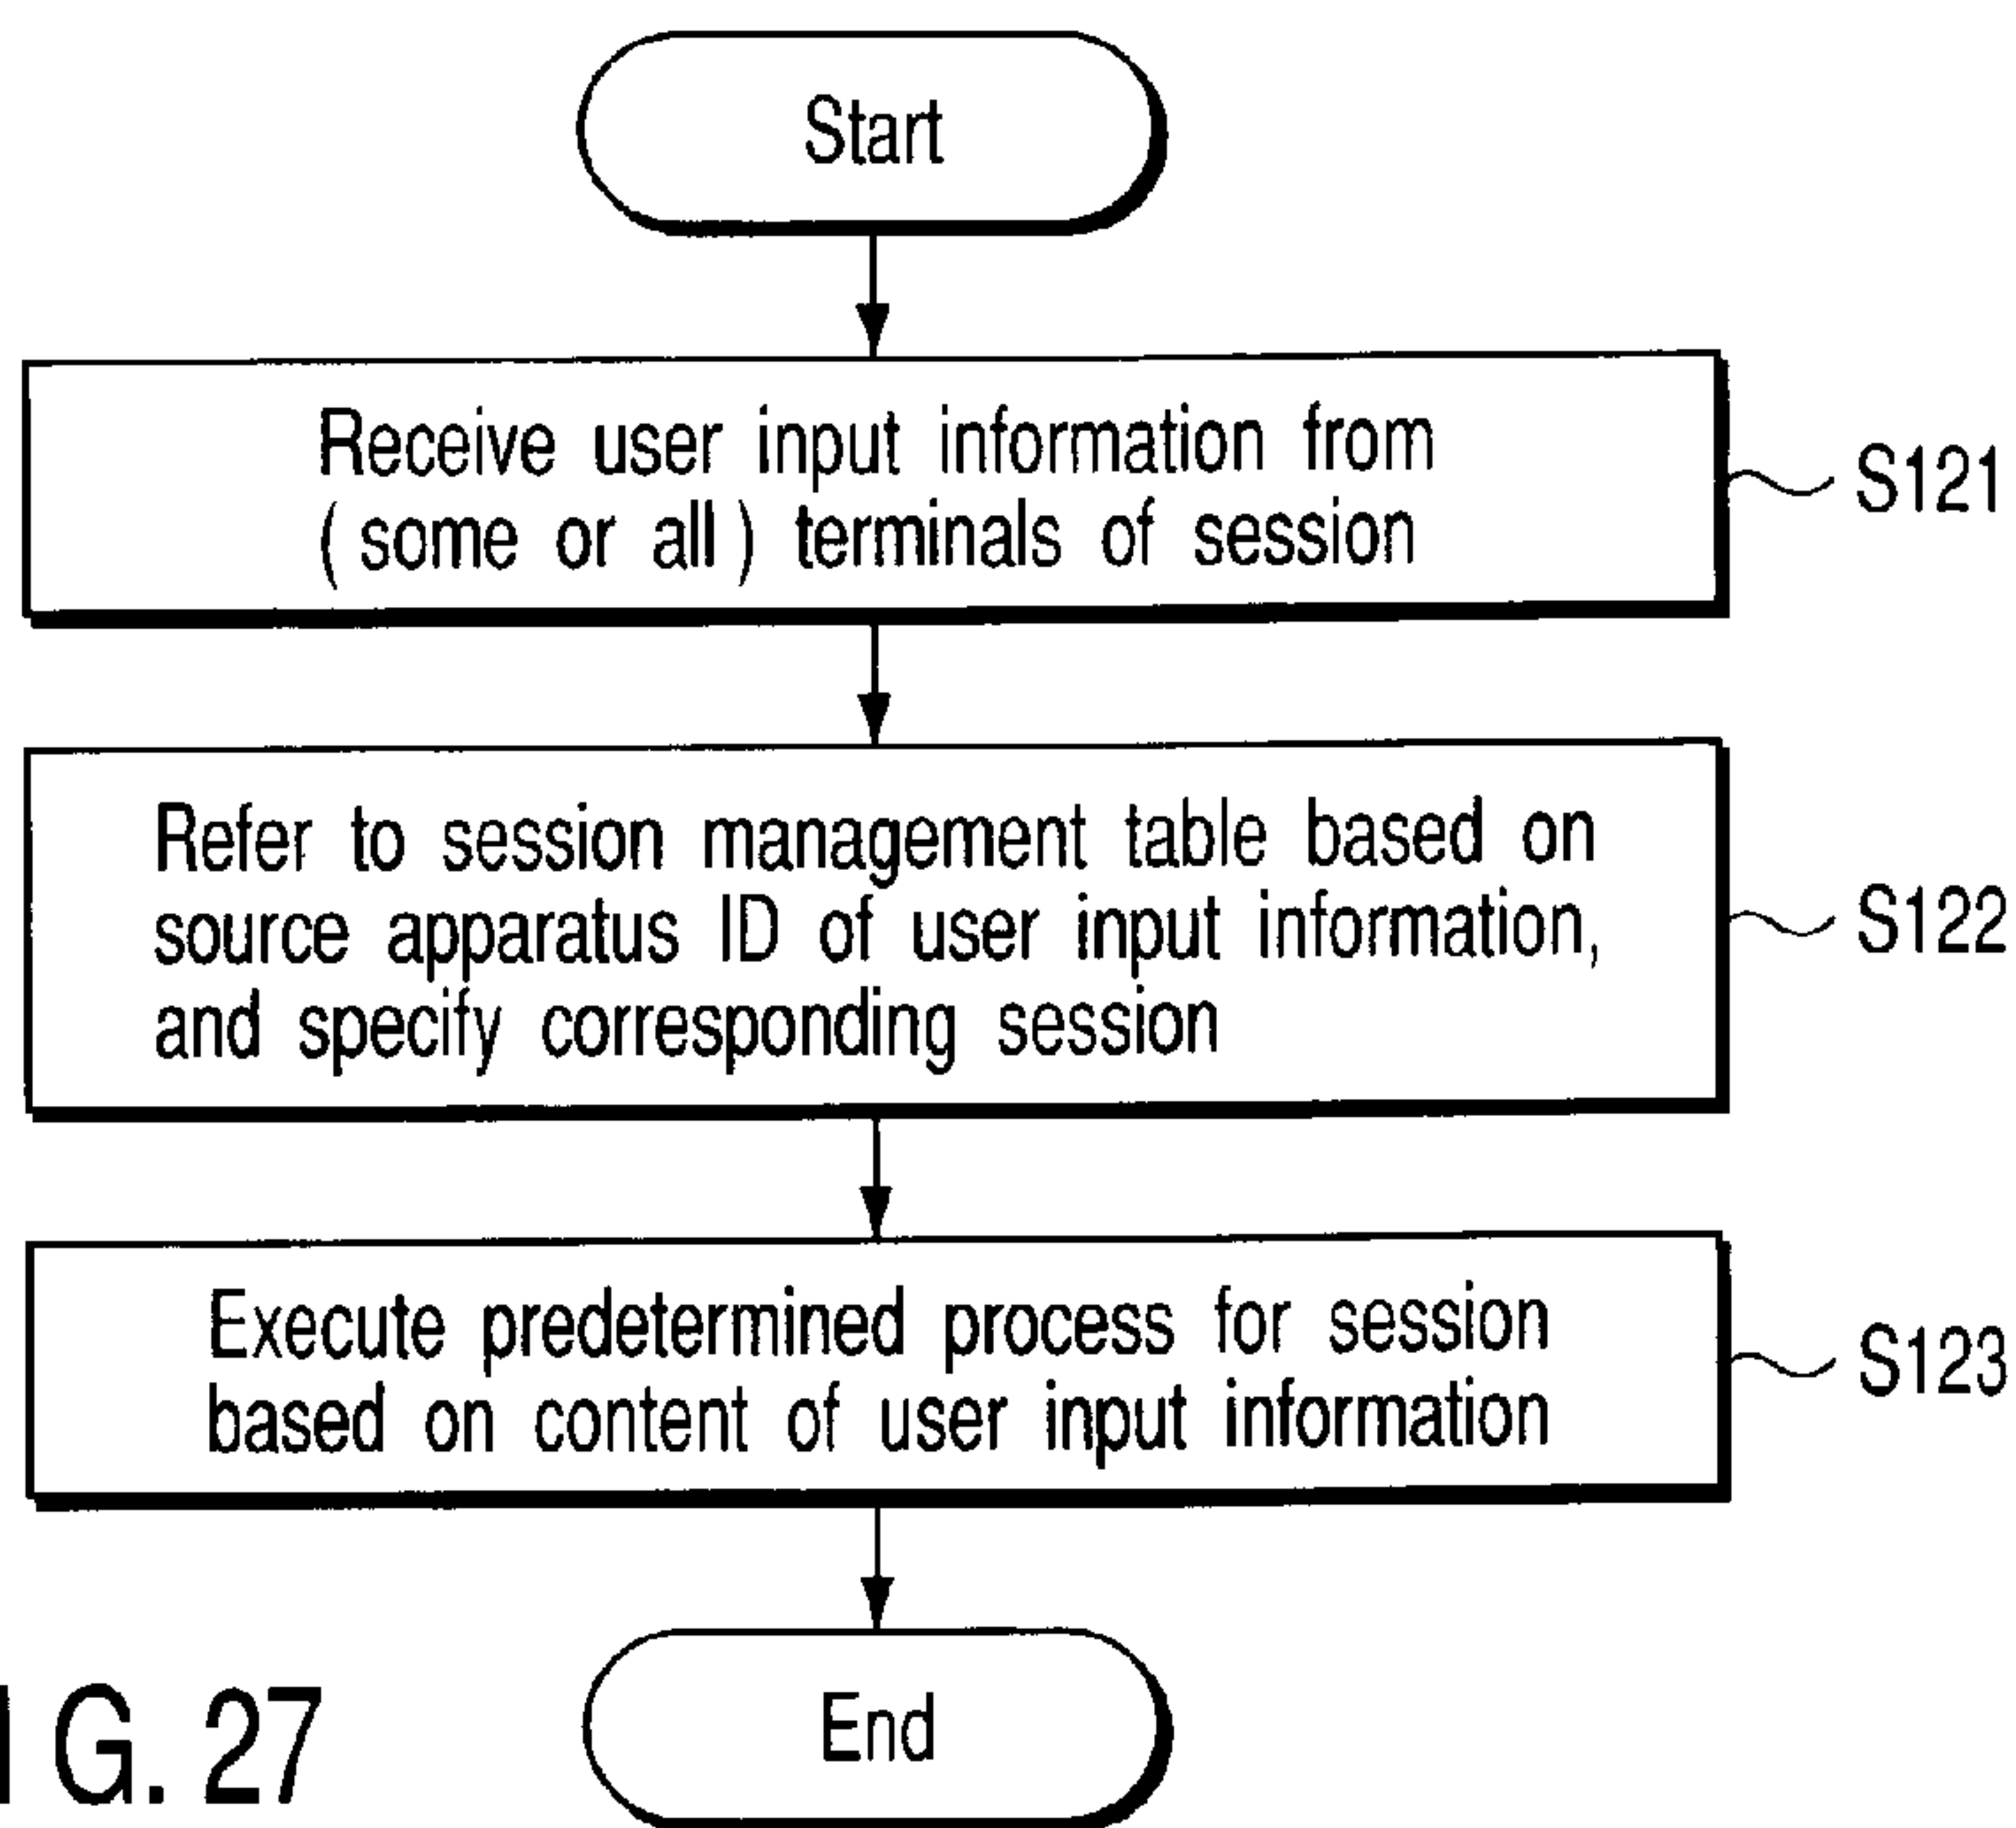 Start
Receive user input information from
(some or all) terminals of session
S121
Refer to session management table based on
source apparatus ID of user input information,
and specify corresponding session
S122
Execute predetermined process for session
based on content of user input information
S123
End
IG. 27